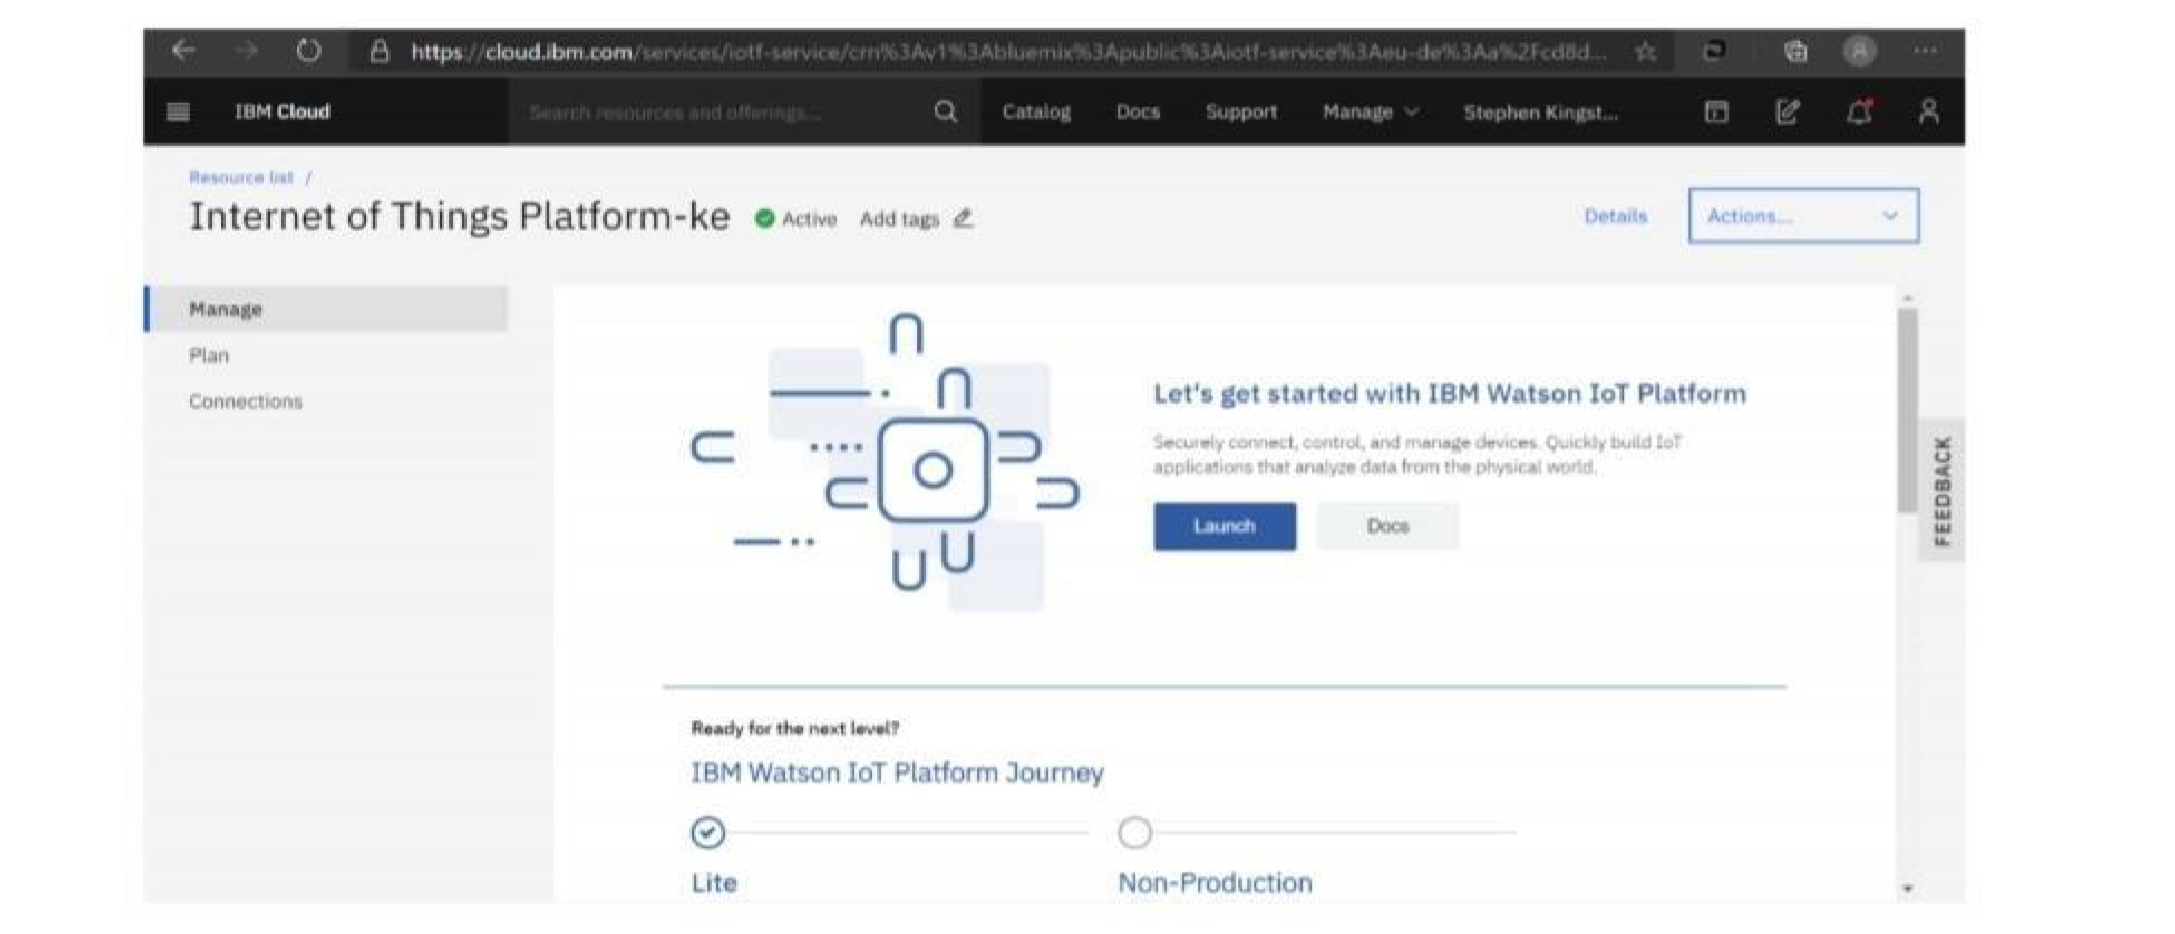 https://cloud.ibm.com/services/iotf-service/crn%3Av1%3Abluemix%3Apublic%3Aiotf-service%3Aeu-de%3Aa%2Fcd8d...
IBM Cloud Search resources and offerings... Catalog Docs Support Manage Stephen Kingst...
Resource list /
Internet of Things Platform-ke Active Add tags Details Actions...
Manage
Plan
Connections
Let's get started with IBM Watson IoT Platform
Securely connect, control, and manage devices. Quickly build IoT
applications that analyze data from the physical world.
Launch Docs
FEEDBACK
Ready for the next level?
IBM Watson IoT Platform Journey
Lite Non-Production